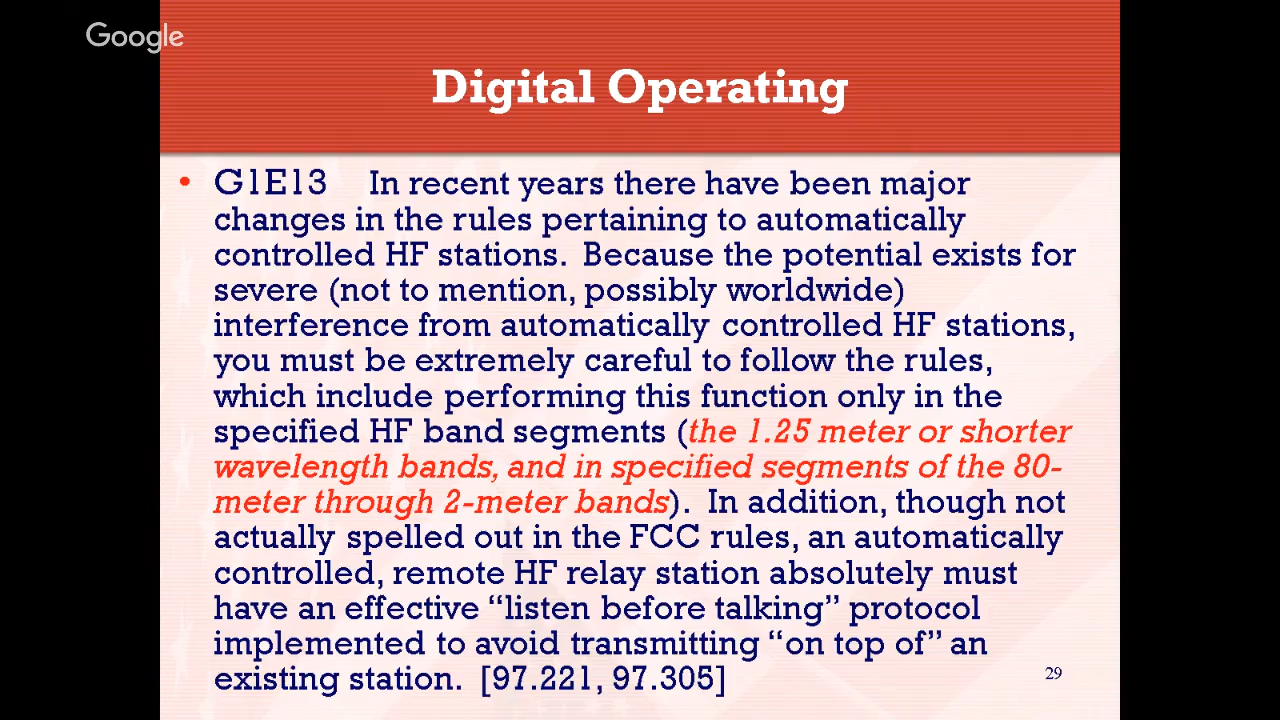 Google
Digital Operating
• G1E13 In recent years there have been major
changes in the rules pertaining to automatically
controlled HF stations. Because the potential exists for
severe (not to mention, possibly worldwide)
interference from automatically controlled HF stations,
you must be extremely careful to follow the rules,
which include performing this function only in the
specified HF band segments (the 1.25 meter or shorter
wavelength bands, and in specified segments of the 80-
meter through 2-meter bands). In addition, though not
actually spelled out in the FCC rules, an automatically
controlled, remote HF relay station absolutely must
have an effective “listen before talking” protocol
implemented to avoid transmitting “on top of” an
existing station. [97.221, 97.305]
29